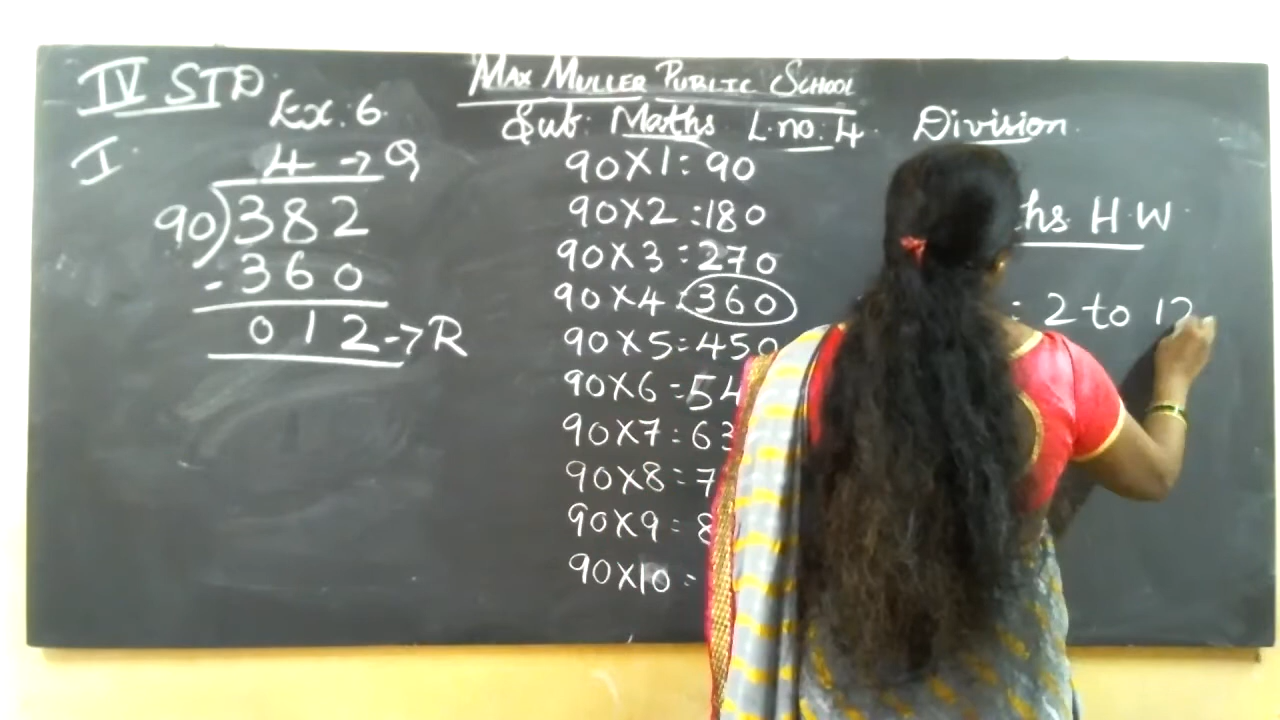 MAX MULLER PUBLIC SCHOOL
IV STD
Sub: Maths L.no:4 Division
Ex:6
I.
4 → Q
90)382
-360
012 → R
90X1:90
90X2:180
90X3:270
90X4:360
90X5:450
90X6:54
90X7:63
90X8:7
90X9:8
90X10=
hs H.W
: 2 to 12